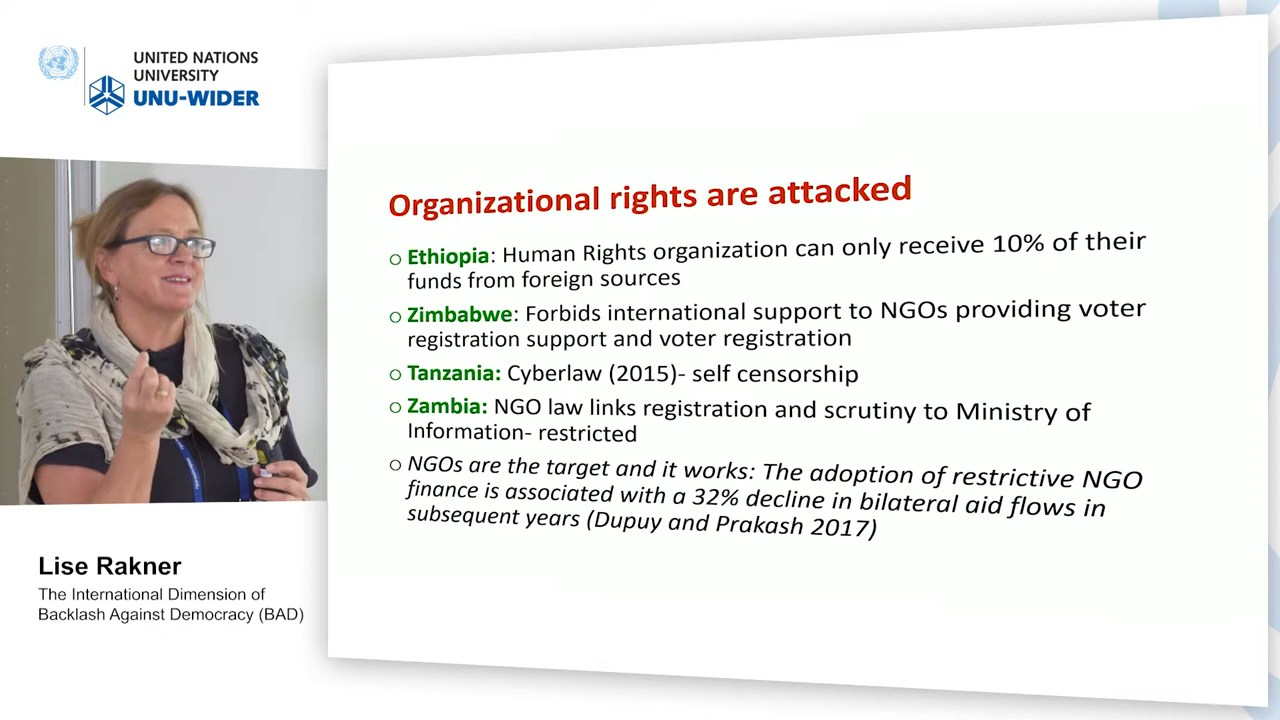 UNITED NATIONS
UNIVERSITY
UNU-WIDER
Organizational rights are attacked
Ethiopia: Human Rights organization can only receive 10% of their
funds from foreign sources
Zimbabwe: Forbids international support to NGOs providing voter
registration support and voter registration
Tanzania: Cyberlaw (2015)- self censorship
Zambia: NGO law links registration and scrutiny to Ministry of
Information- restricted
NGOs are the target and it works: The adoption of restrictive NGO
finance is associated with a 32% decline in bilateral aid flows in
subsequent years (Dupuy and Prakash 2017)
Lise Rakner
The International Dimension of
Backlash Against Democracy (BAD)